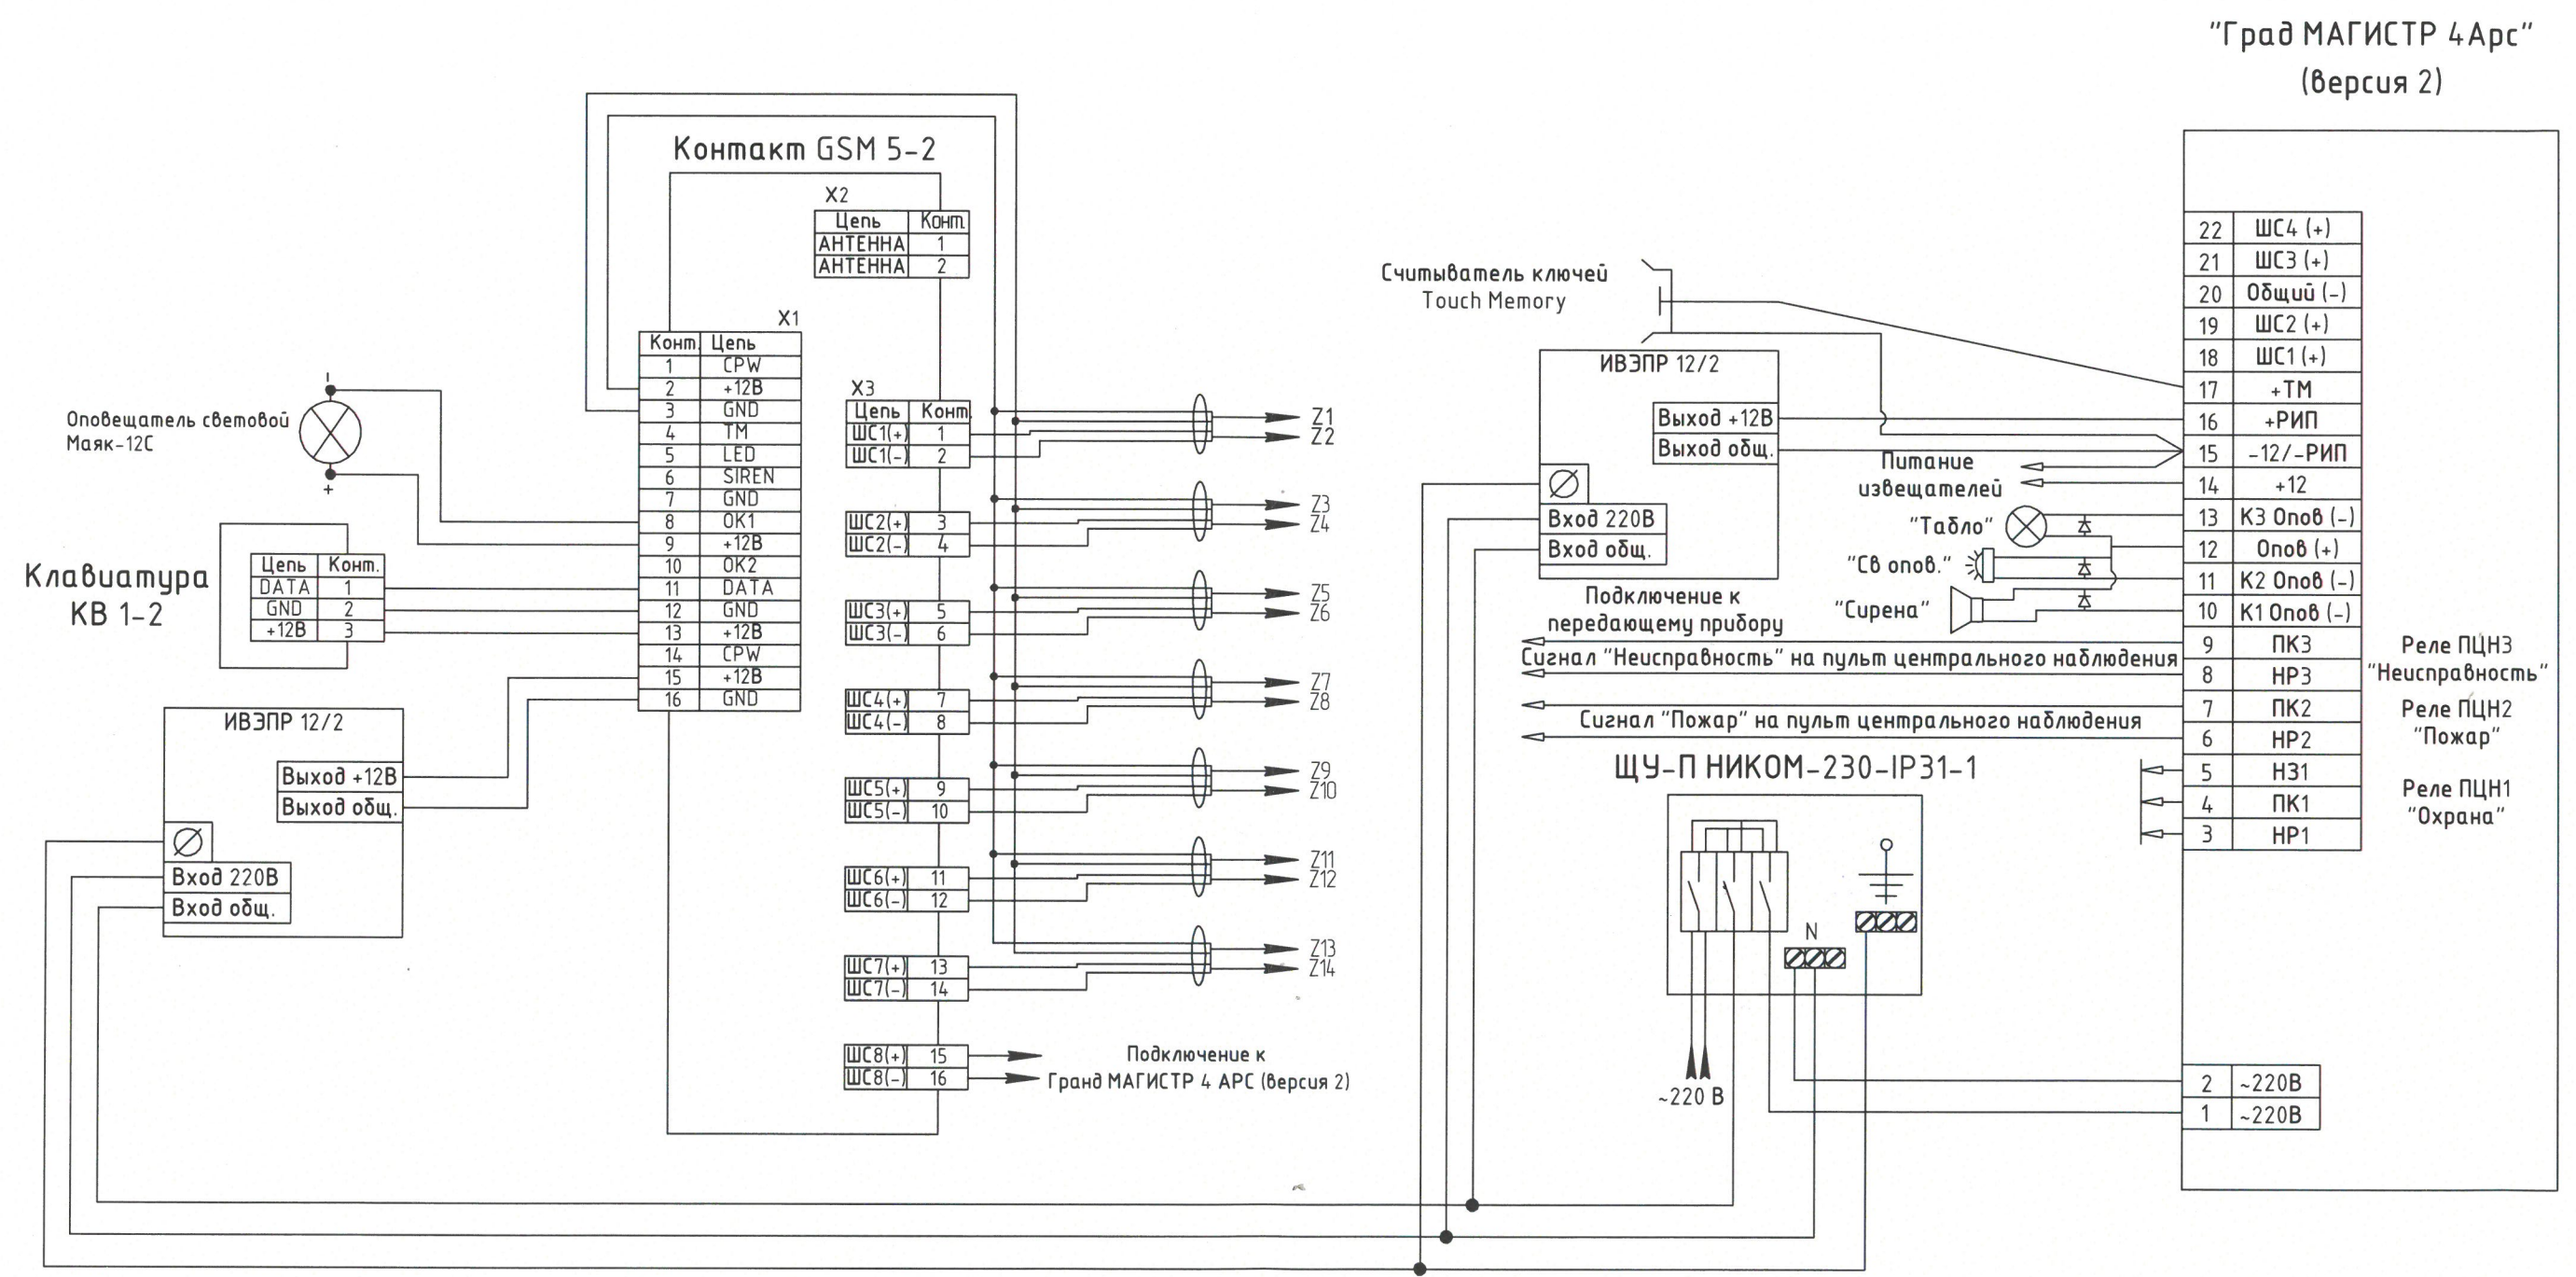 "Град МАГИСТР 4Арс"
(версия 2)
Контакт GSM 5-2
X2
Цепь Конт.
АНТЕННА 1
АНТЕННА 2
X1
Конт. Цепь
1 CPW
2 +12В
3 GND
4 TM
5 LED
6 SIREN
7 GND
8 OK1
9 +12В
10 OK2
11 DATA
12 GND
13 +12В
14 CPW
15 +12В
16 GND
X3
Цепь Конт.
ШС1(+) 1
ШС1(-) 2
ШС2(+) 3
ШС2(-) 4
ШС3(+) 5
ШС3(-) 6
ШС4(+) 7
ШС4(-) 8
ШС5(+) 9
ШС5(-) 10
ШС6(+) 11
ШС6(-) 12
ШС7(+) 13
ШС7(-) 14
ШС8(+) 15
ШС8(-) 16
Z1
Z2
Z3
Z4
Z5
Z6
Z7
Z8
Z9
Z10
Z11
Z12
Z13
Z14
Подключение к
Гранд МАГИСТР 4 АРС (версия 2)
-
Оповещатель световой
Маяк-12С
+
Клавиатура
КВ 1-2
Цепь Конт.
DATA 1
GND 2
+12В 3
ИВЭПР 12/2
Выход +12В
Выход общ.
Вход 220В
Вход общ.
Считыватель ключей
Touch Memory
ИВЭПР 12/2
Выход +12В
Выход общ.
Вход 220В
Вход общ.
Питание
извещателей
"Табло"
"Св опов."
"Сирена"
Подключение к
передающему прибору
Сигнал "Неисправность" на пульт центрального наблюдения
Сигнал "Пожар" на пульт центрального наблюдения
ЩУ-П НИКОМ-230-IP31-1
N
~220 В
22 ШС4 (+)
21 ШС3 (+)
20 Общий (-)
19 ШС2 (+)
18 ШС1 (+)
17 +ТМ
16 +РИП
15 -12/-РИП
14 +12
13 К3 Опов (-)
12 Опов (+)
11 К2 Опов (-)
10 К1 Опов (-)
9 ПК3
8 НР3
7 ПК2
6 НР2
5 НЗ1
4 ПК1
3 НР1
Реле ПЦН3
"Неисправность"
Реле ПЦН2
"Пожар"
Реле ПЦН1
"Охрана"
2 ~220В
1 ~220В